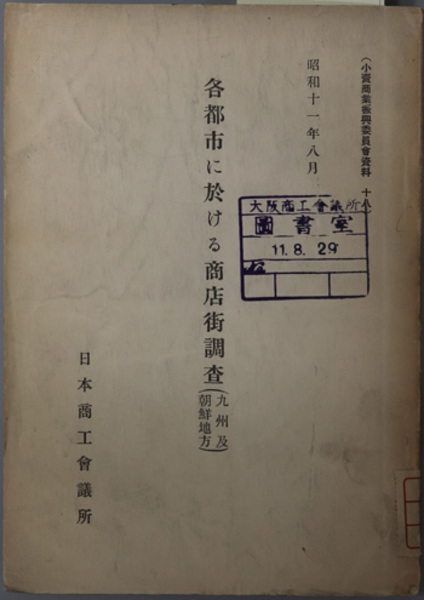 (小賣商業振興委員會資料 十八)
昭和十一年八月
各都市に於ける商店街調査(九州及朝鮮地方)
日本商工會議所
大阪商工會議所
圖書室
11.8.29